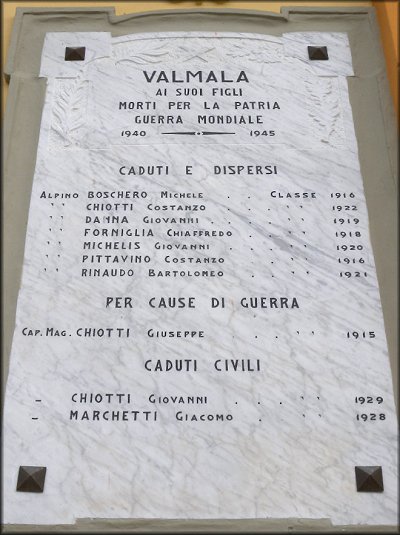 VALMALA
AI SUOI FIGLI
MORTI PER LA PATRIA
GUERRA MONDIALE
1940 1945
CADUTI E DISPERSI
ALPINO BOSCHERO MICHELE . . CLASSE 1916
" CHIOTTI COSTANZO . . . " 1922
" DANNA GIOVANNI . . . . " 1919
" FORNIGLIA CHIAFFREDO . . " 1918
" MICHELIS GIOVANNI . . . " 1920
" PITTAVINO COSTANZO . . . " 1916
" RINAUDO BARTOLOMEO . . . " 1921
PER CAUSE DI GUERRA
CAP. MAG. CHIOTTI GIUSEPPE . . " 1915
CADUTI CIVILI
– CHIOTTI GIOVANNI . . . " 1929
– MARCHETTI GIACOMO . . " 1928